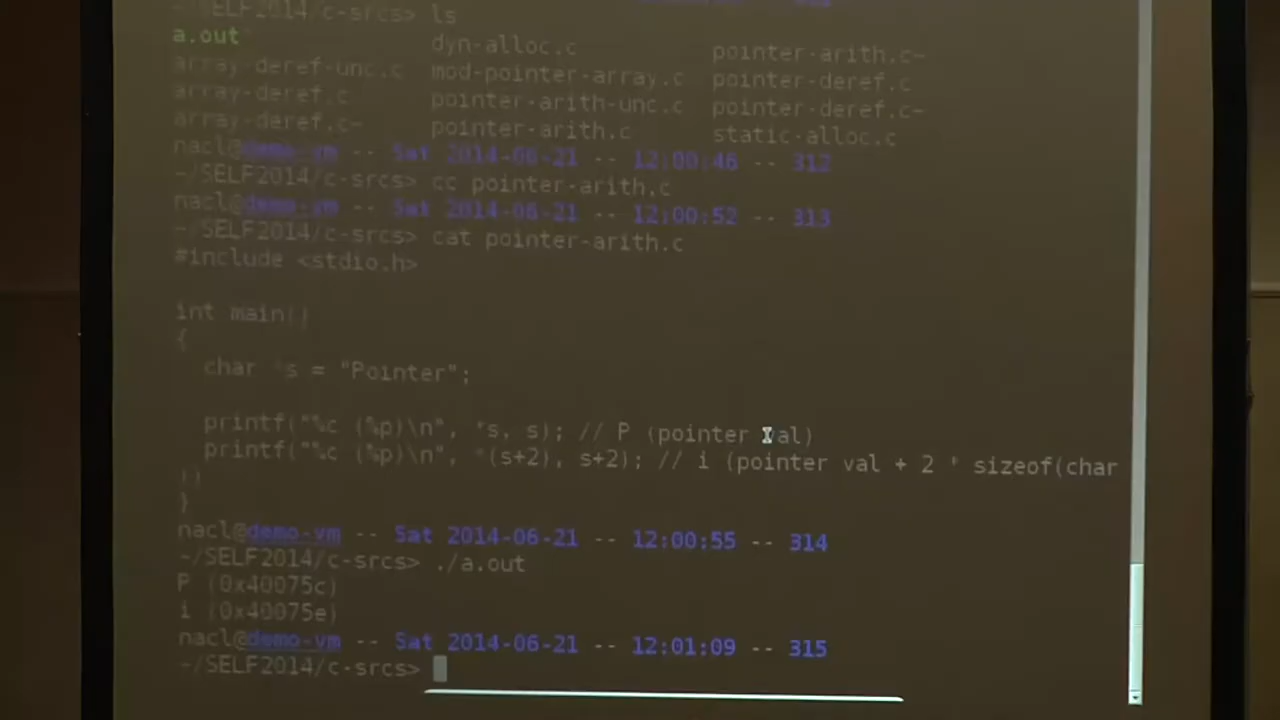 ~/SELF2014/c-srcs> ls
a.out dyn-alloc.c pointer-arith.c~
array-deref-unc.c mod-pointer-array.c pointer-deref.c
array-deref.c pointer-arith-unc.c pointer-deref.c~
array-deref.c~ pointer-arith.c static-alloc.c
nacl@demo-vm -- Sat 2014-06-21 -- 12:00:46 -- 312
~/SELF2014/c-srcs> cc pointer-arith.c
nacl@demo-vm -- Sat 2014-06-21 -- 12:00:52 -- 313
~/SELF2014/c-srcs> cat pointer-arith.c
#include <stdio.h>
int main()
{
char *s = "Pointer";
printf("%c (%p)\n", *s, s); // P (pointer val)
printf("%c (%p)\n", *(s+2), s+2); // i (pointer val + 2 * sizeof(char
))
}
nacl@demo-vm -- Sat 2014-06-21 -- 12:00:55 -- 314
~/SELF2014/c-srcs> ./a.out
P (0x40075c)
i (0x40075e)
nacl@demo-vm -- Sat 2014-06-21 -- 12:01:09 -- 315
~/SELF2014/c-srcs>